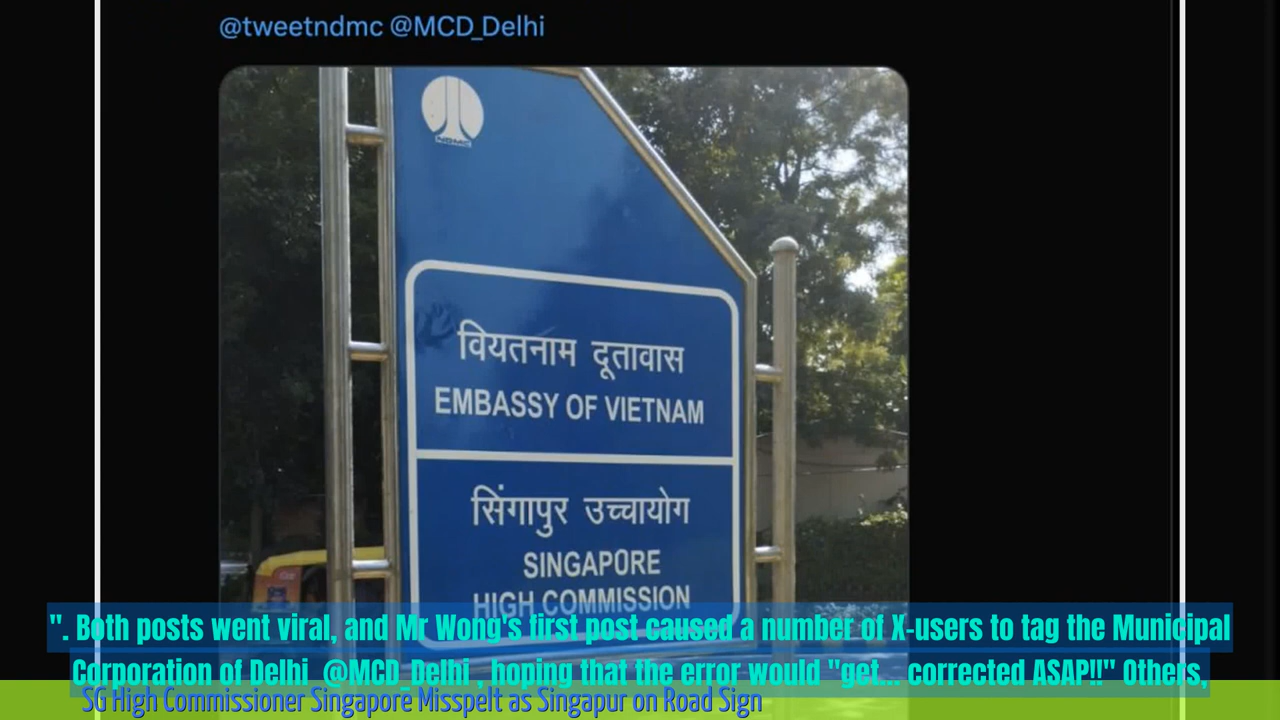 @tweetndmc @MCD_Delhi
NDMC
वियतनाम दूतावास
EMBASSY OF VIETNAM
सिंगापुर उच्चायोग
SINGAPORE
HIGH COMMISSION
". Both posts went viral, and Mr Wong's first post caused a number of X-users to tag the Municipal
Corporation of Delhi @MCD_Delhi , hoping that the error would "get... corrected ASAP!!" Others,
SG High Commissioner Singapore Misspelt as Singapur on Road Sign